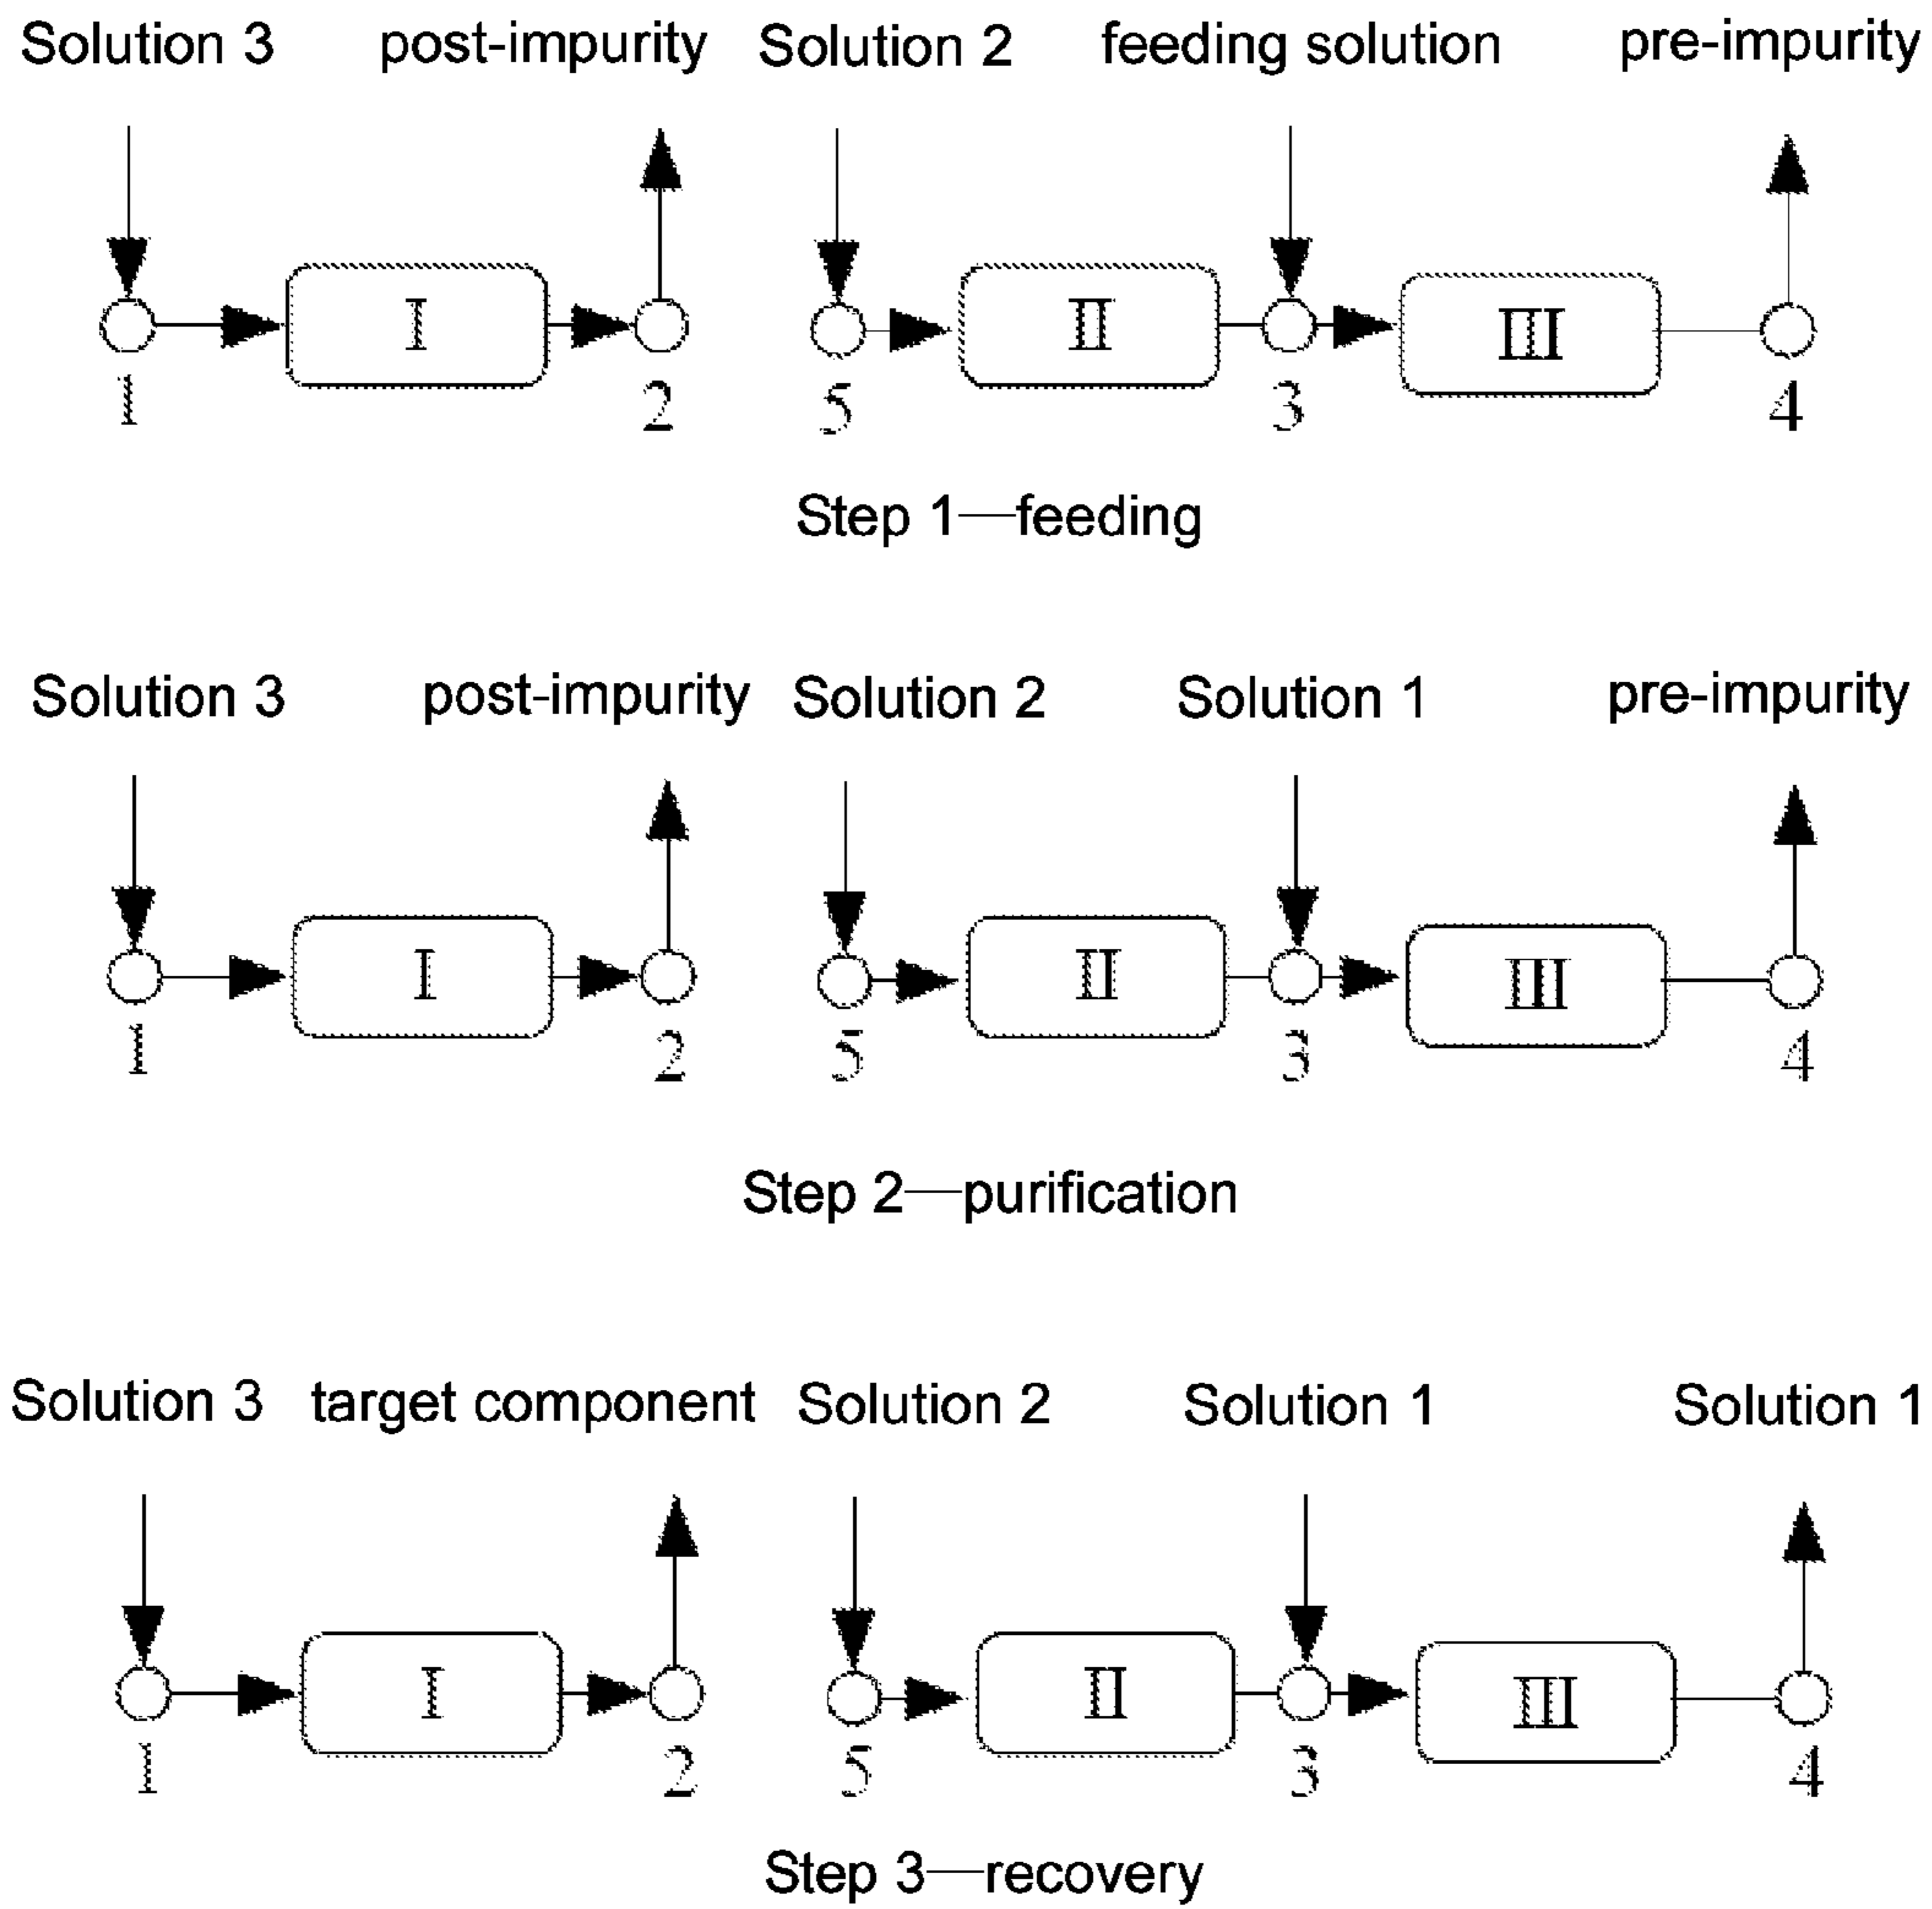 Solution 3 post-impurity Solution 2 feeding solution pre-impurity
I II III
1 2 5 3 4
Step 1—feeding
Solution 3 post-impurity Solution 2 Solution 1 pre-impurity
I II III
1 2 5 3 4
Step 2—purification
Solution 3 target component Solution 2 Solution 1 Solution 1
I II III
1 2 5 3 4
Step 3—recovery